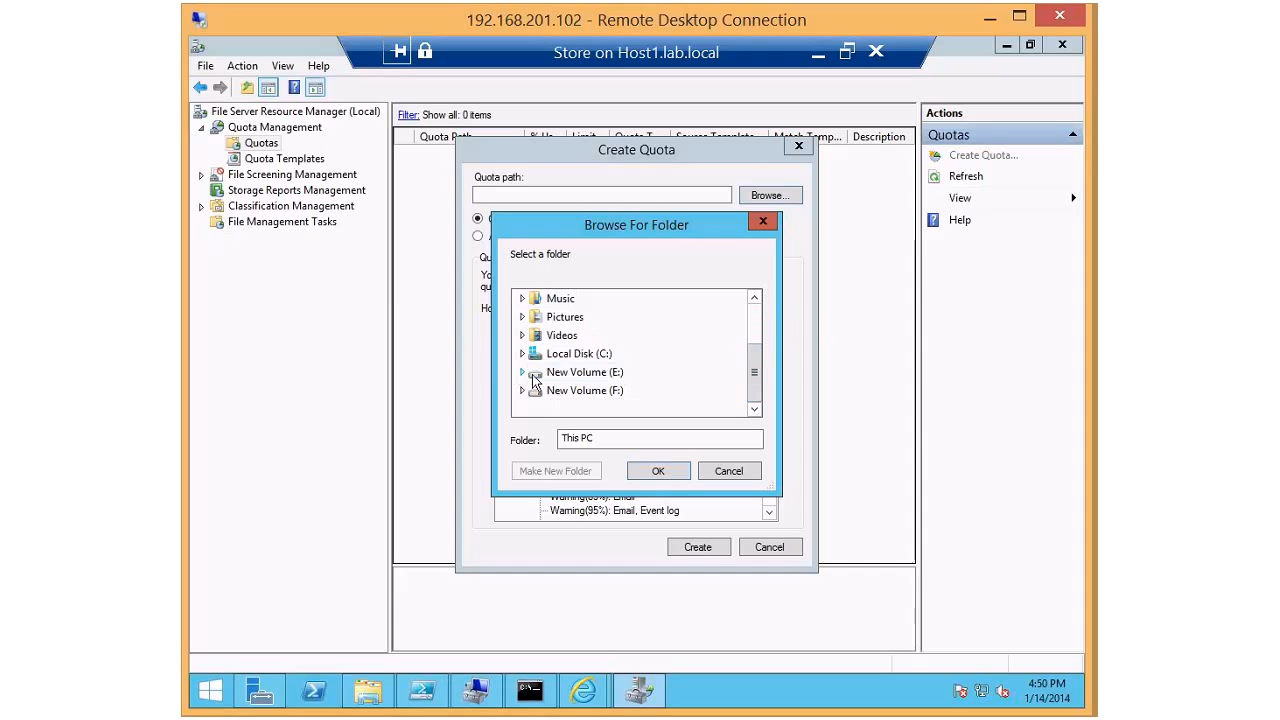 192.168.201.102 - Remote Desktop Connection
Store on Host1.lab.local
File Action View Help
File Server Resource Manager (Local)
Quota Management
Quotas
Quota Templates
File Screening Management
Storage Reports Management
Classification Management
File Management Tasks
Filter: Show all: 0 items
Quota Path % Us... Limit Quota T... Source Template Match Temp... Description
Create Quota
Quota path:
Browse...
Browse For Folder
Select a folder
Music
Pictures
Videos
Local Disk (C:)
New Volume (E:)
New Volume (F:)
Folder: This PC
Make New Folder OK Cancel
Warning(95%): Email, Event log
Create Cancel
Actions
Quotas
Create Quota...
Refresh
View
Help
4:50 PM
1/14/2014